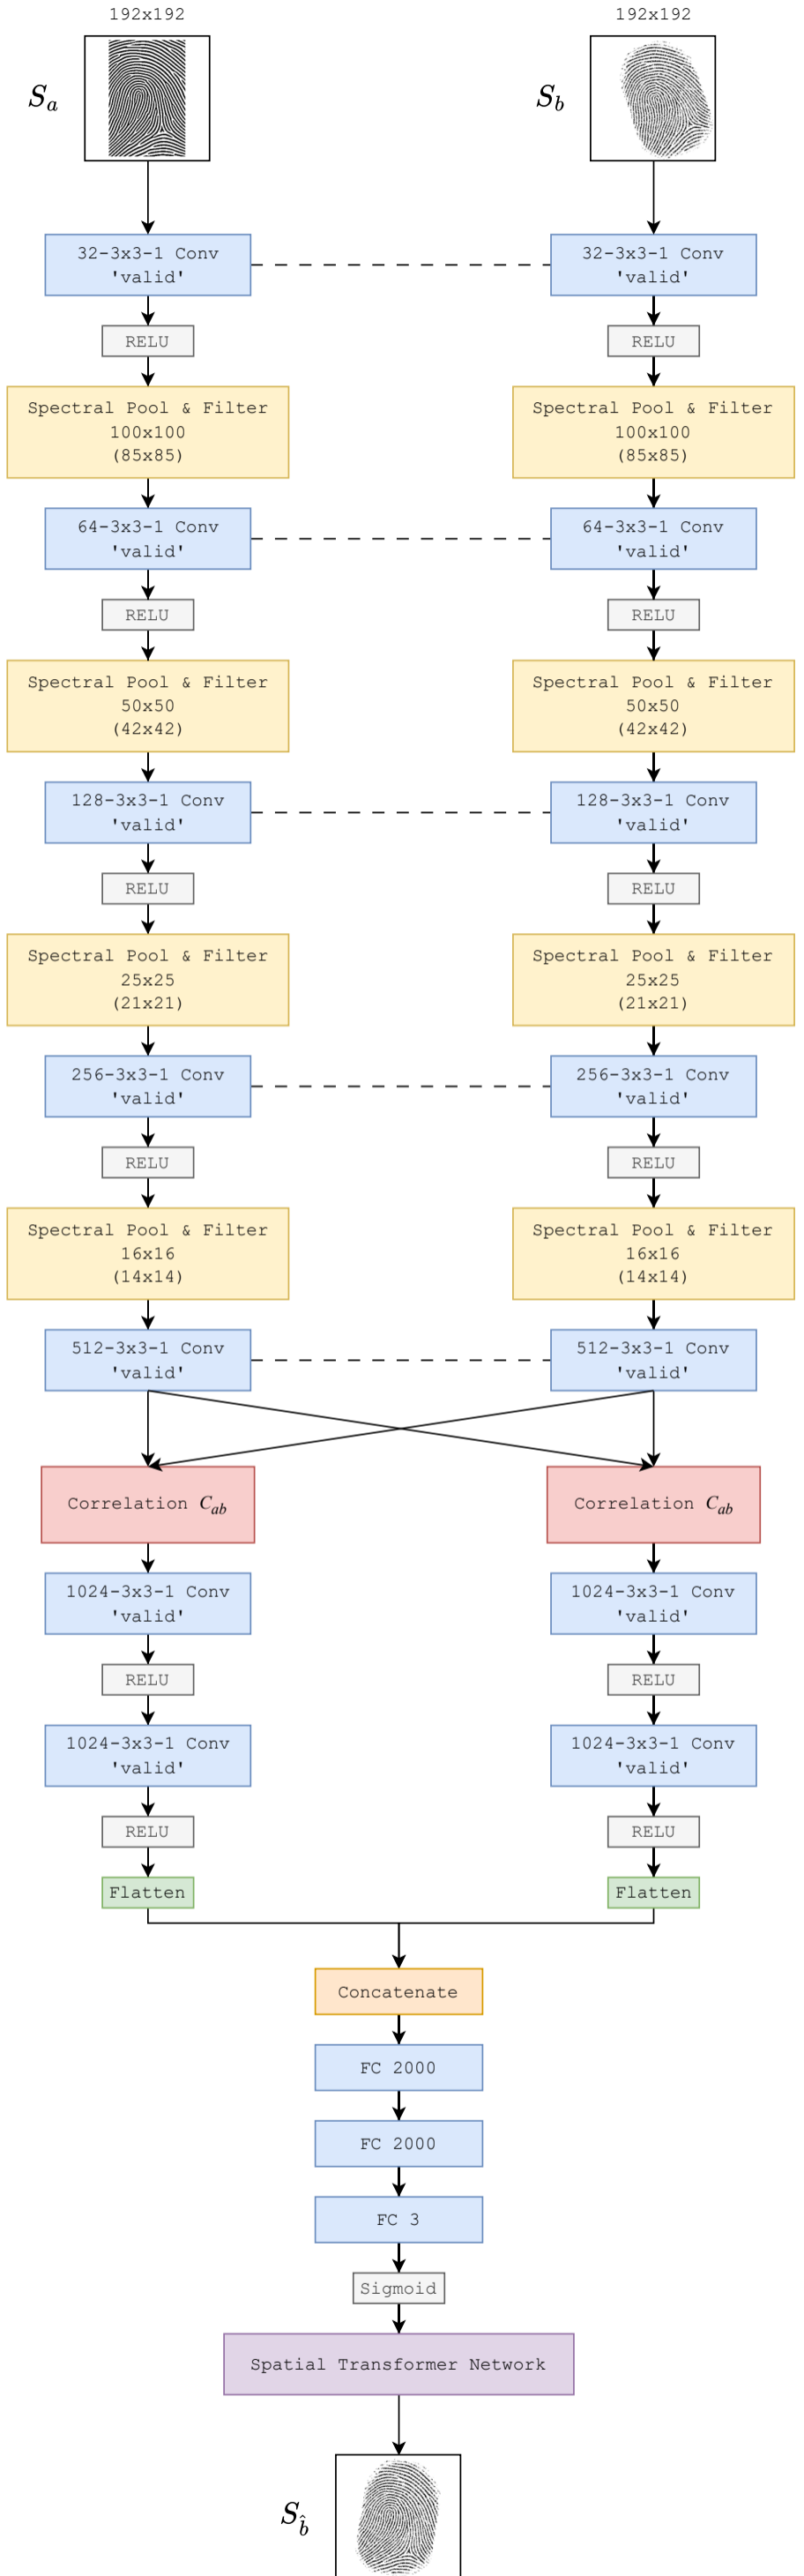 192x192
192x192
S_a
S_b
32-3x3-1 Conv
'valid'
32-3x3-1 Conv
'valid'
RELU
RELU
Spectral Pool & Filter
100x100
(85x85)
Spectral Pool & Filter
100x100
(85x85)
64-3x3-1 Conv
'valid'
64-3x3-1 Conv
'valid'
RELU
RELU
Spectral Pool & Filter
50x50
(42x42)
Spectral Pool & Filter
50x50
(42x42)
128-3x3-1 Conv
'valid'
128-3x3-1 Conv
'valid'
RELU
RELU
Spectral Pool & Filter
25x25
(21x21)
Spectral Pool & Filter
25x25
(21x21)
256-3x3-1 Conv
'valid'
256-3x3-1 Conv
'valid'
RELU
RELU
Spectral Pool & Filter
16x16
(14x14)
Spectral Pool & Filter
16x16
(14x14)
512-3x3-1 Conv
'valid'
512-3x3-1 Conv
'valid'
Correlation C_ab
Correlation C_ab
1024-3x3-1 Conv
'valid'
1024-3x3-1 Conv
'valid'
RELU
RELU
1024-3x3-1 Conv
'valid'
1024-3x3-1 Conv
'valid'
RELU
RELU
Flatten
Flatten
Concatenate
FC 2000
FC 2000
FC 3
Sigmoid
Spatial Transformer Network
S_b̂